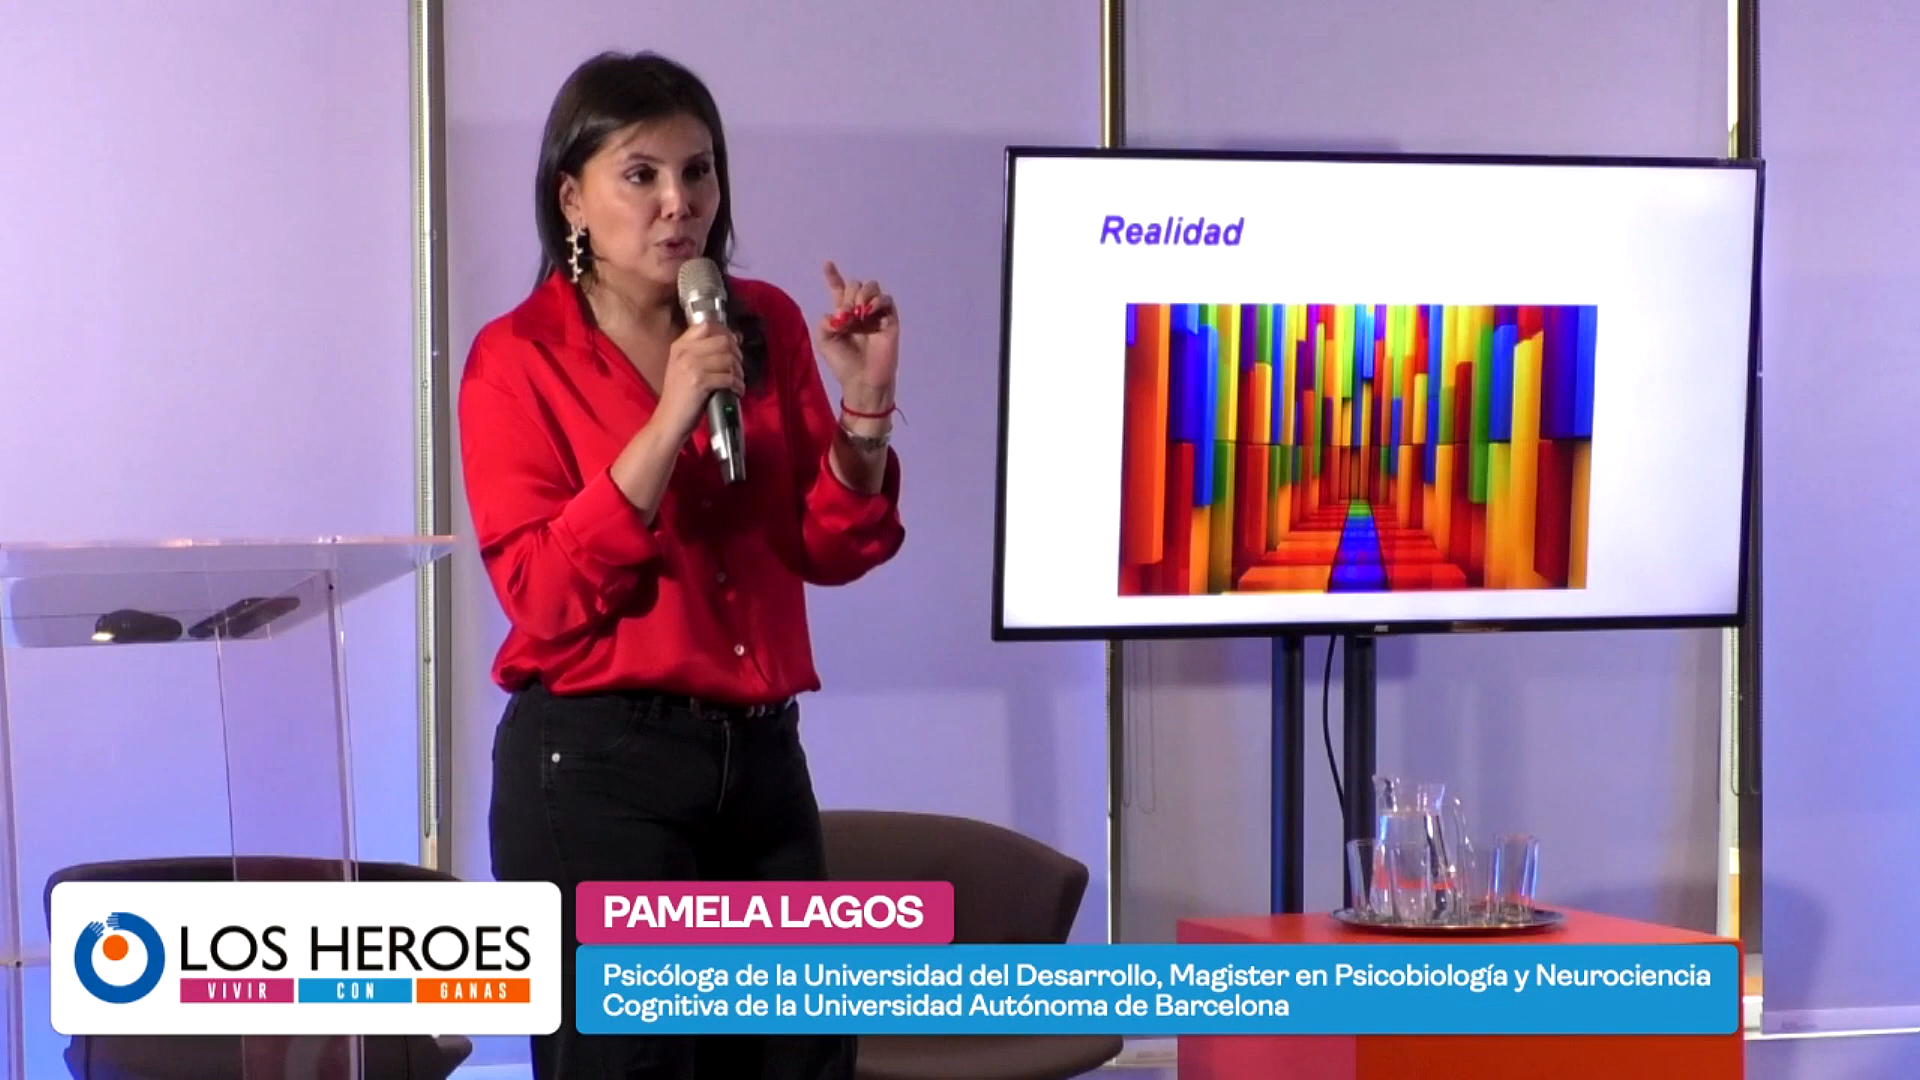 Realidad
LOS HEROES
VIVIR CON GANAS
PAMELA LAGOS
Psicóloga de la Universidad del Desarrollo, Magister en Psicobiología y Neurociencia
Cognitiva de la Universidad Autónoma de Barcelona